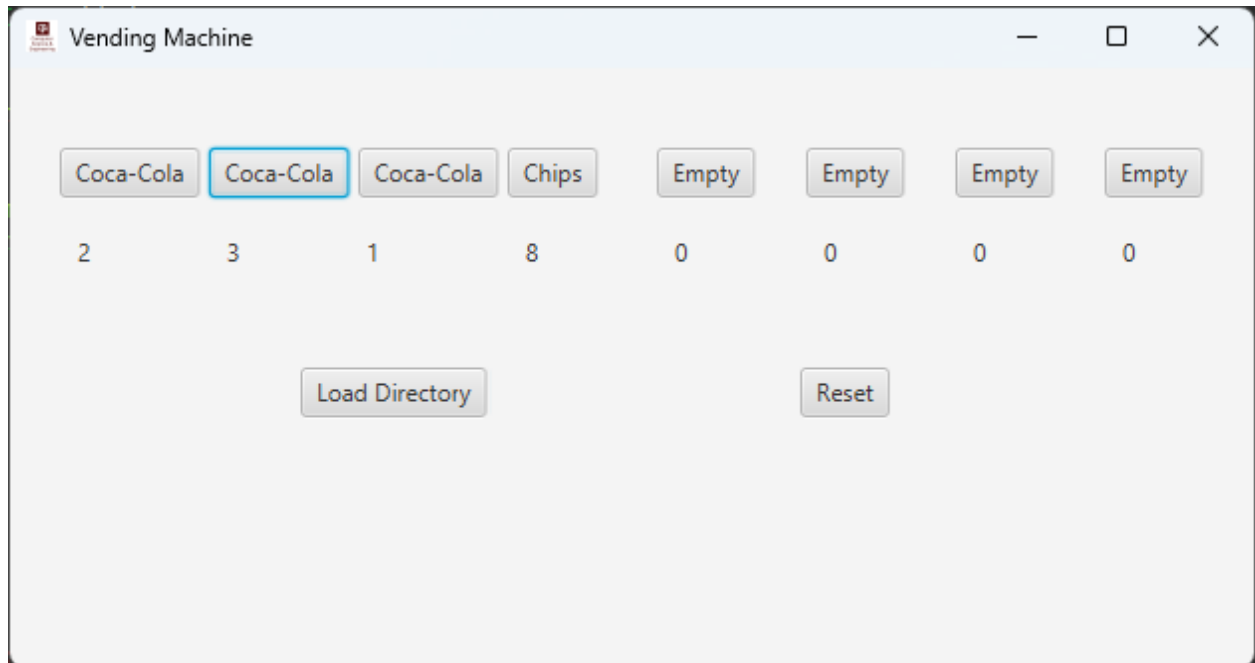 Vending Machine
Coca-Cola Coca-Cola Coca-Cola Chips Empty Empty Empty Empty
2 3 1 8 0 0 0 0
Load Directory Reset